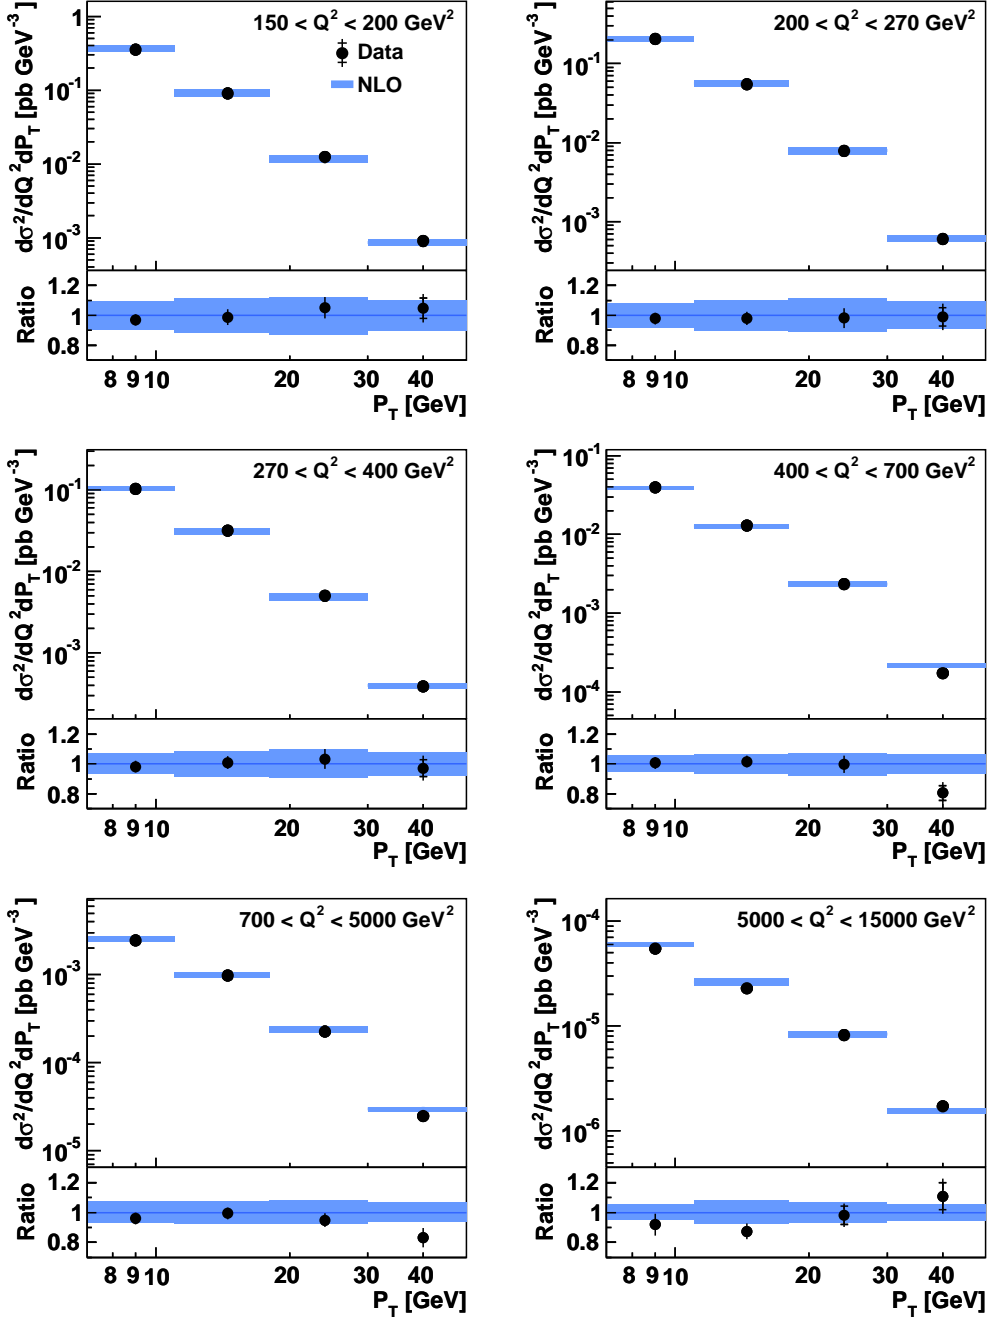 150 < Q² < 200 GeV²
Data
NLO
dσ²/dQ²dP_T [pb GeV⁻³]
1
10⁻¹
10⁻²
10⁻³
Ratio
1.2
1
0.8
8 9 10 20 30 40
P_T [GeV]
200 < Q² < 270 GeV²
dσ²/dQ²dP_T [pb GeV⁻³]
10⁻¹
10⁻²
10⁻³
Ratio
1.2
1
0.8
8 9 10 20 30 40
P_T [GeV]
270 < Q² < 400 GeV²
dσ²/dQ²dP_T [pb GeV⁻³]
10⁻¹
10⁻²
10⁻³
Ratio
1.2
1
0.8
8 9 10 20 30 40
P_T [GeV]
400 < Q² < 700 GeV²
dσ²/dQ²dP_T [pb GeV⁻³]
10⁻¹
10⁻²
10⁻³
10⁻⁴
Ratio
1.2
1
0.8
8 9 10 20 30 40
P_T [GeV]
700 < Q² < 5000 GeV²
dσ²/dQ²dP_T [pb GeV⁻³]
10⁻³
10⁻⁴
10⁻⁵
Ratio
1.2
1
0.8
8 9 10 20 30 40
P_T [GeV]
5000 < Q² < 15000 GeV²
dσ²/dQ²dP_T [pb GeV⁻³]
10⁻⁴
10⁻⁵
10⁻⁶
Ratio
1.2
1
0.8
8 9 10 20 30 40
P_T [GeV]